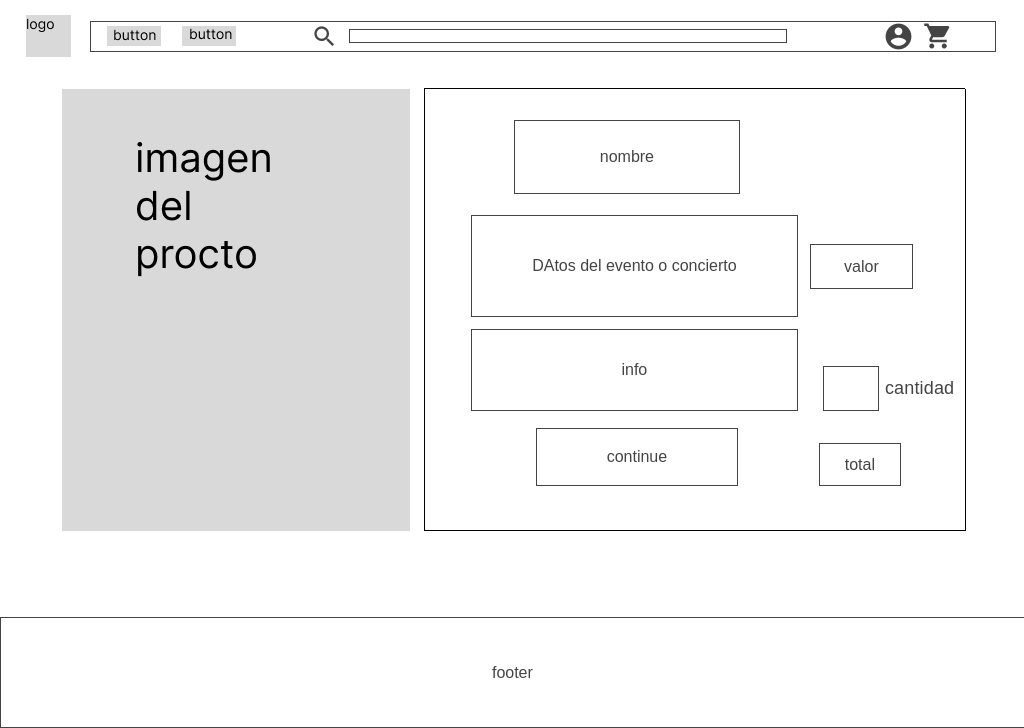 logo
button
button
imagen
del
procto
nombre
DAtos del evento o concierto
valor
info
cantidad
continue
total
footer